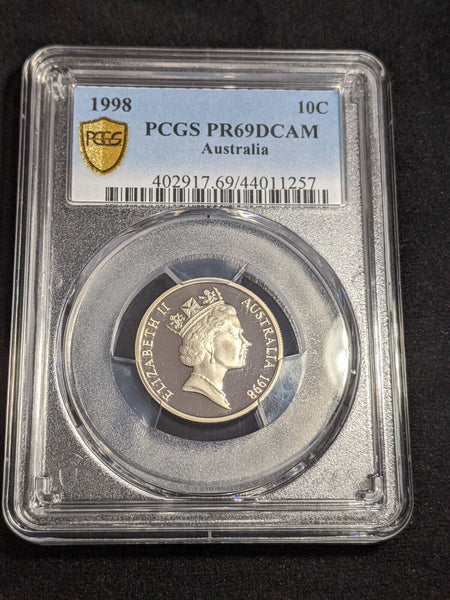 1998 10C
PCGS PCGS PR69DCAM
Australia
402917.69/44011257
ELIZABETH II AUSTRALIA 1998